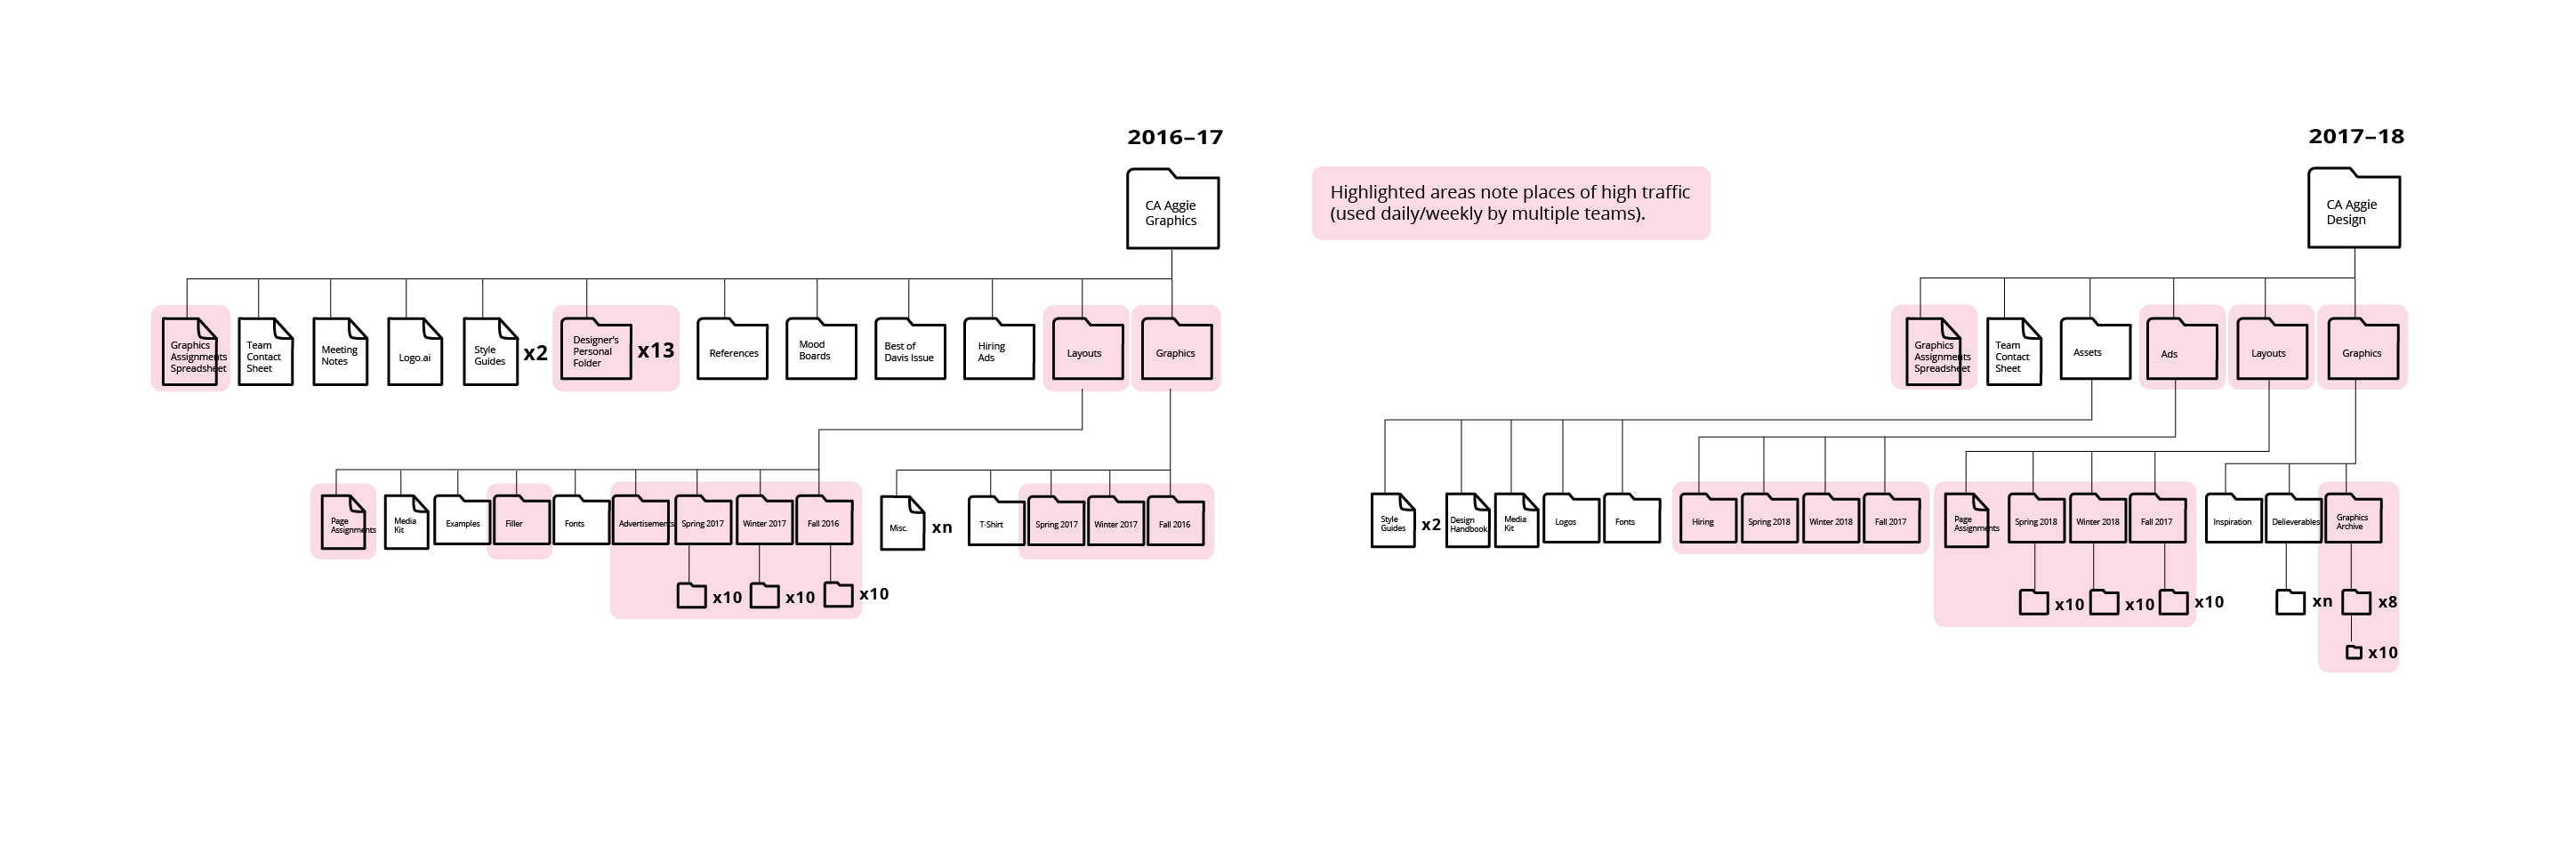 2016–17
CA Aggie
Graphics
Graphics
Assignments
Spreadsheet
Team
Contact
Sheet
Meeting
Notes
Logo.ai
Style
Guides
x2
Designer's
Personal
Folder
x13
References
Mood
Boards
Best of
Davis Issue
Hiring
Ads
Layouts
Graphics
Page
Assignments
Media
Kit
Examples
Filler
Fonts
Advertisements
Spring 2017
Winter 2017
Fall 2016
x10
x10
x10
Misc.
xn
T-Shirt
Spring 2017
Winter 2017
Fall 2016
Highlighted areas note places of high traffic
(used daily/weekly by multiple teams).
2017–18
CA Aggie
Design
Graphics
Assignments
Spreadsheet
Team
Contact
Sheet
Assets
Ads
Layouts
Graphics
Style
Guides
x2
Design
Handbook
Media
Kit
Logos
Fonts
Hiring
Spring 2018
Winter 2018
Fall 2017
Page
Assignments
Spring 2018
Winter 2018
Fall 2017
x10
x10
x10
Inspiration
Delieverables
Graphics
Archive
xn
x8
x10